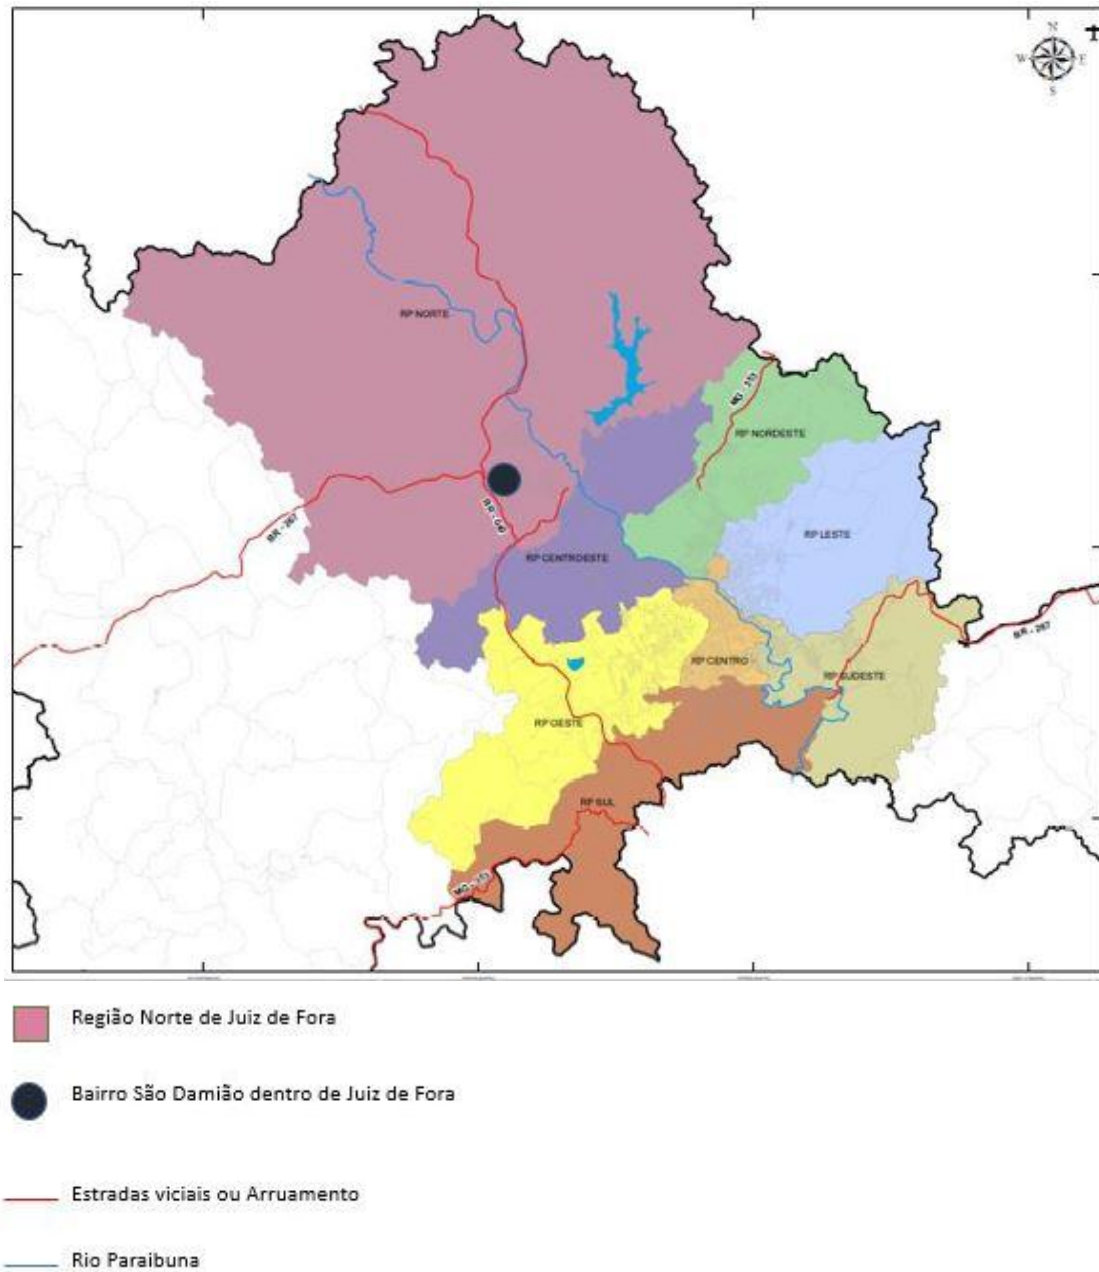 N
W E
S
RP NORTE
MG - 353
RP NORDESTE
BR - 040
BR - 267
RP LESTE
RP CENTROESTE
BR - 267
RP CENTRO
RP SUDESTE
RP OESTE
RP SUL
MG - 353
Região Norte de Juiz de Fora
Bairro São Damião dentro de Juiz de Fora
Estradas viciais ou Arruamento
Rio Paraibuna